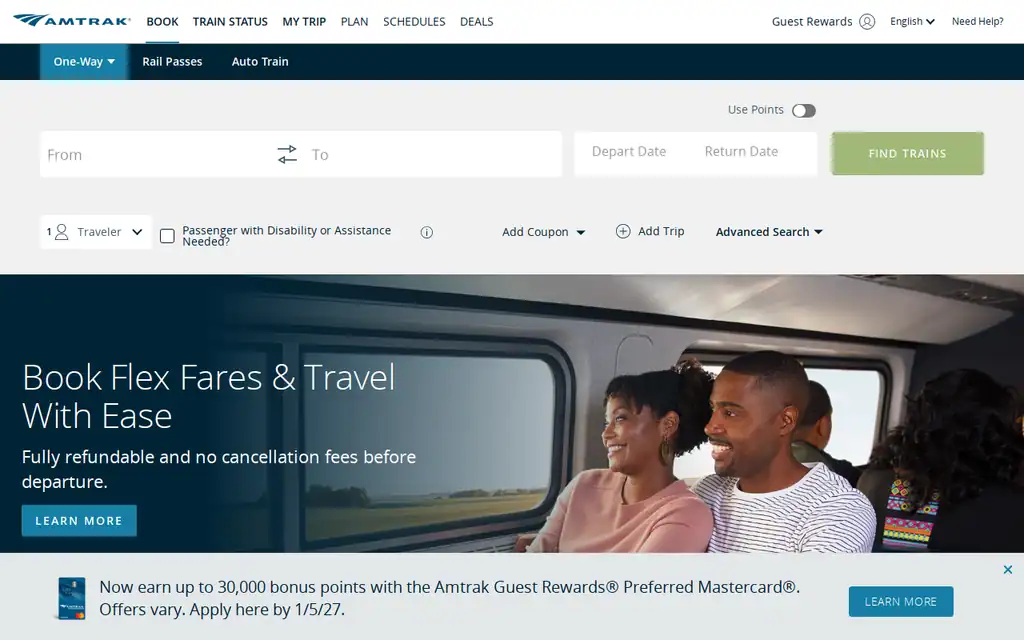 AMTRAK BOOK TRAIN STATUS MY TRIP PLAN SCHEDULES DEALS Guest Rewards English Need Help?
One-Way Rail Passes Auto Train
Use Points
From To Depart Date Return Date FIND TRAINS
1 Traveler Passenger with Disability or Assistance Needed? Add Coupon Add Trip Advanced Search
Book Flex Fares & Travel
With Ease
Fully refundable and no cancellation fees before
departure.
LEARN MORE
Now earn up to 30,000 bonus points with the Amtrak Guest Rewards® Preferred Mastercard®.
Offers vary. Apply here by 1/5/27.
LEARN MORE